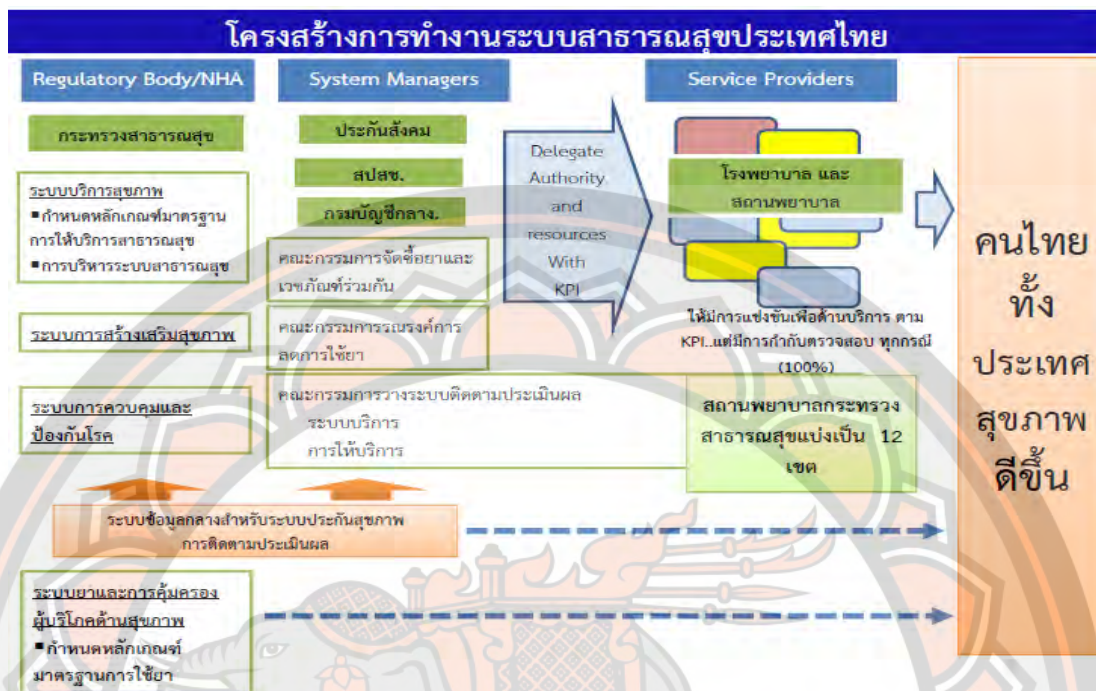 โครงสร้างการทำงานระบบสาธารณสุขประเทศไทย
Regulatory Body/NHA
กระทรวงสาธารณสุข
ระบบบริการสุขภาพ
▪กำหนดหลักเกณฑ์มาตรฐาน
การให้บริการสาธารณสุข
▪การบริหารระบบสาธารณสุข
ระบบการสร้างเสริมสุขภาพ
ระบบการควบคุมและ
ป้องกันโรค
System Managers
ประกันสังคม
สปสช.
กรมบัญชีกลาง.
คณะกรรมการจัดซื้อยาและ
เวชภัณฑ์ร่วมกัน
คณะกรรมการรณรงค์การ
ลดการใช้ยา
คณะกรรมการวางระบบติดตามประเมินผล
ระบบบริการ
การให้บริการ
Delegate
Authority
and
resources
With
KPI
Service Providers
โรงพยาบาล และ
สถานพยาบาล
ให้มีการแข่งขันเพื่อด้านบริการ ตาม
KPI..แต่มีการกำกับตรวจสอบ ทุกกรณี
(100%)
สถานพยาบาลกระทรวง
สาธารณสุขแบ่งเป็น 12
เขต
ระบบข้อมูลกลางสำหรับระบบประกันสุขภาพ
การติดตามประเมินผล
ระบบยาและการคุ้มครอง
ผู้บริโภคด้านสุขภาพ
▪กำหนดหลักเกณฑ์
มาตรฐานการใช้ยา
คนไทย
ทั้ง
ประเทศ
สุขภาพ
ดีขึ้น